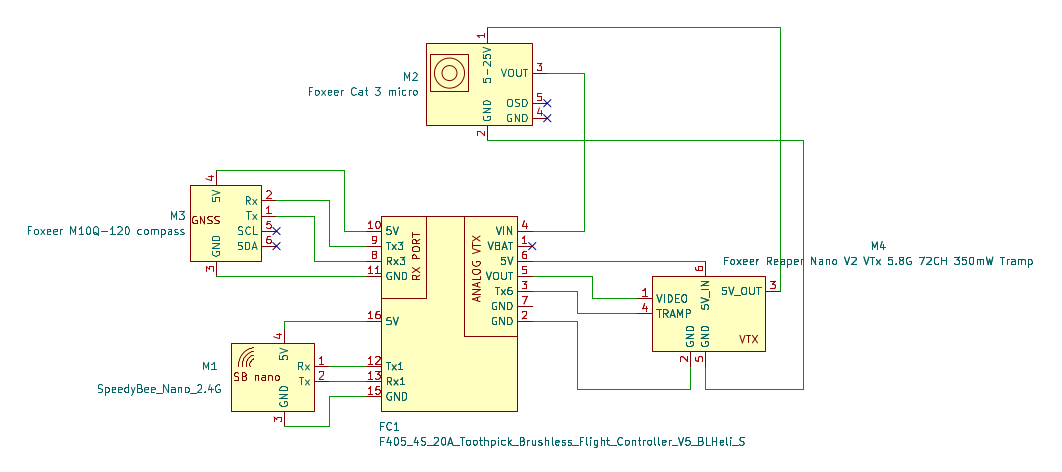 1
5-25V
M2
VOUT 3
Foxeer Cat 3 micro
OSD 5
GND
GND 4
2
4
5V
Rx 2
M3
GNSS
Tx 1
Foxeer M10Q-120 compass
SCL 5
GND
SDA 6
3
10 5V
RX PORT
ANALOG VTX
VIN 4
9 Tx3
VBAT 1
8 Rx3
5V 6
11 GND
VOUT 5
Tx6 3
GND 7
16 5V
GND 2
12 Tx1
13 Rx1
15 GND
M4
Foxeer Reaper Nano V2 VTx 5.8G 72CH 350mW Tramp
6
5V_IN
5V_OUT 3
1 VIDEO
4 TRAMP
GND
GND
VTX
2
5
4
5V
M1
Rx 1
SB nano
Tx 2
SpeedyBee_Nano_2.4G
GND
3
FC1
F405_4S_20A_Toothpick_Brushless_Flight_Controller_V5_BLHeli_S